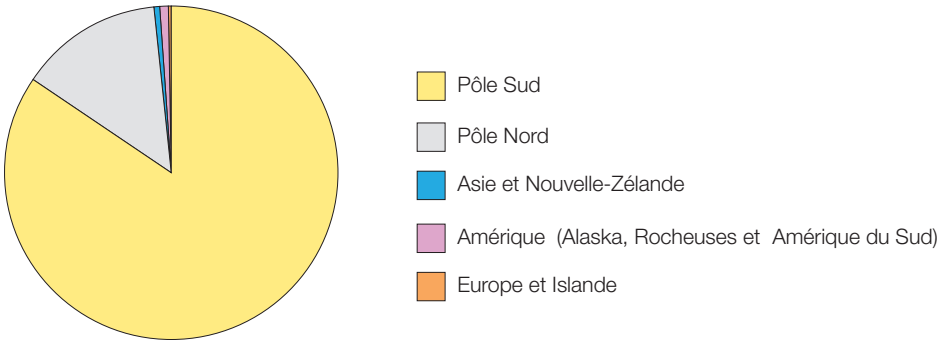 Pôle Sud
Pôle Nord
Asie et Nouvelle-Zélande
Amérique (Alaska, Rocheuses et Amérique du Sud)
Europe et Islande